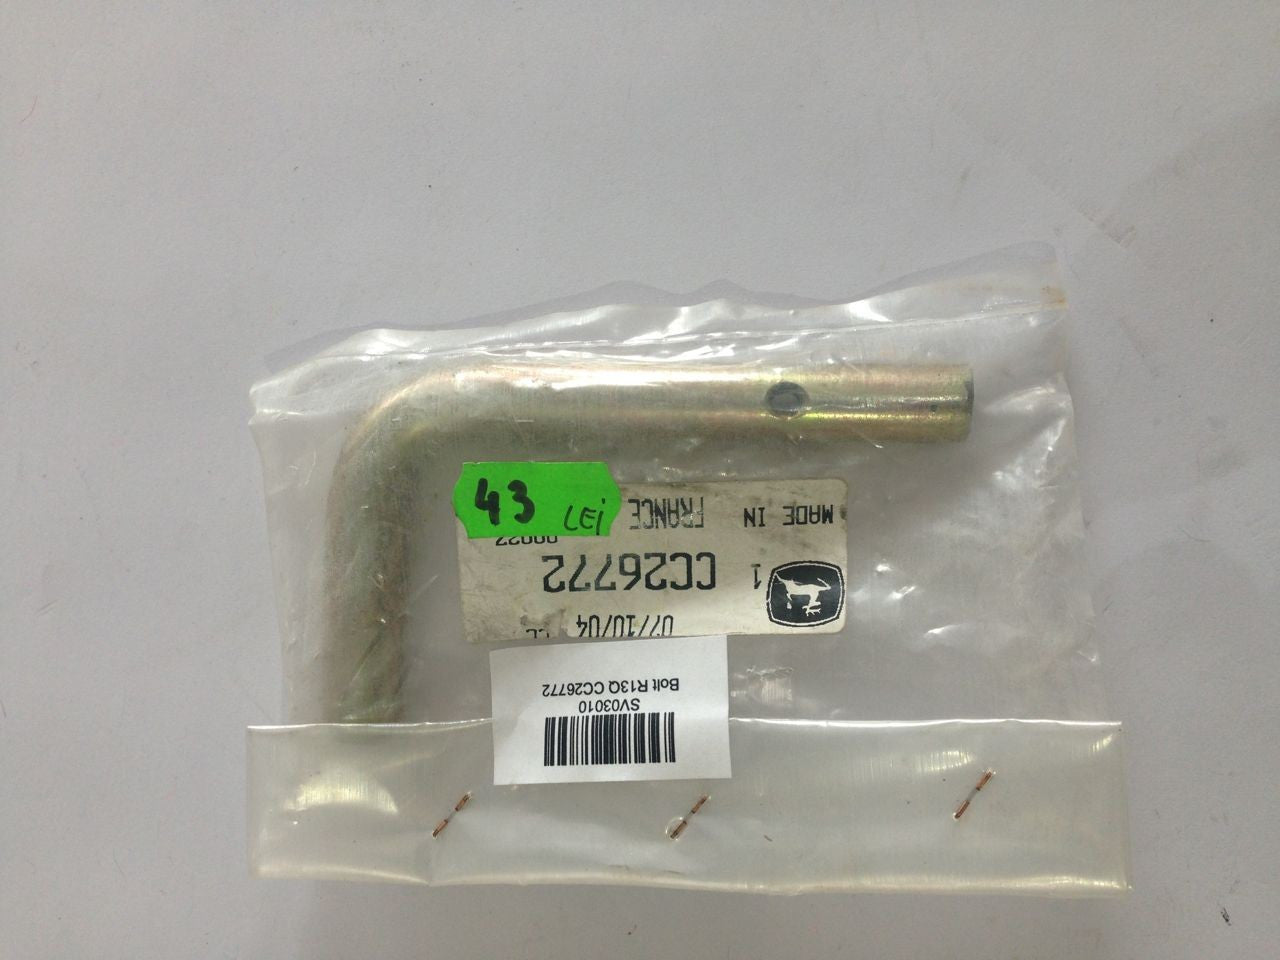 43 LEi
07/10/04
1 CC26772
MADE IN FRANCE
SV03010
Bolt R13Q CC26772